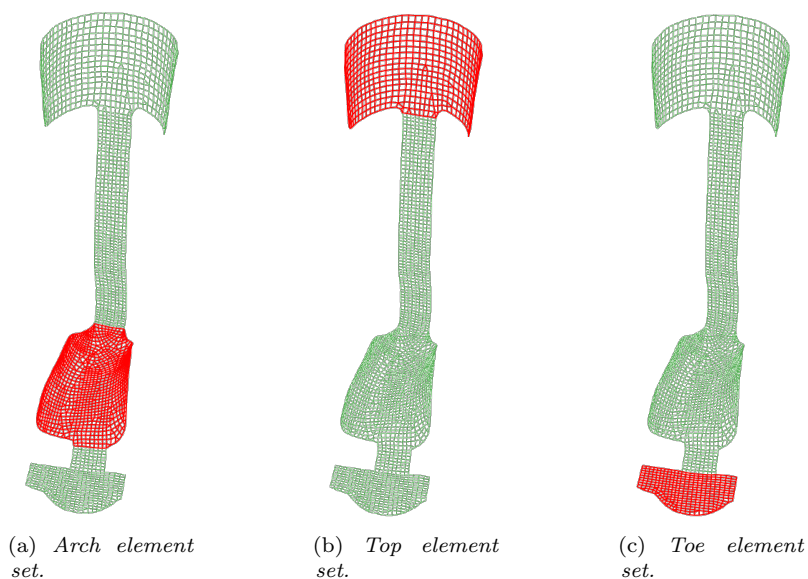 (a) Arch element
set.
(b) Top element
set.
(c) Toe element
set.